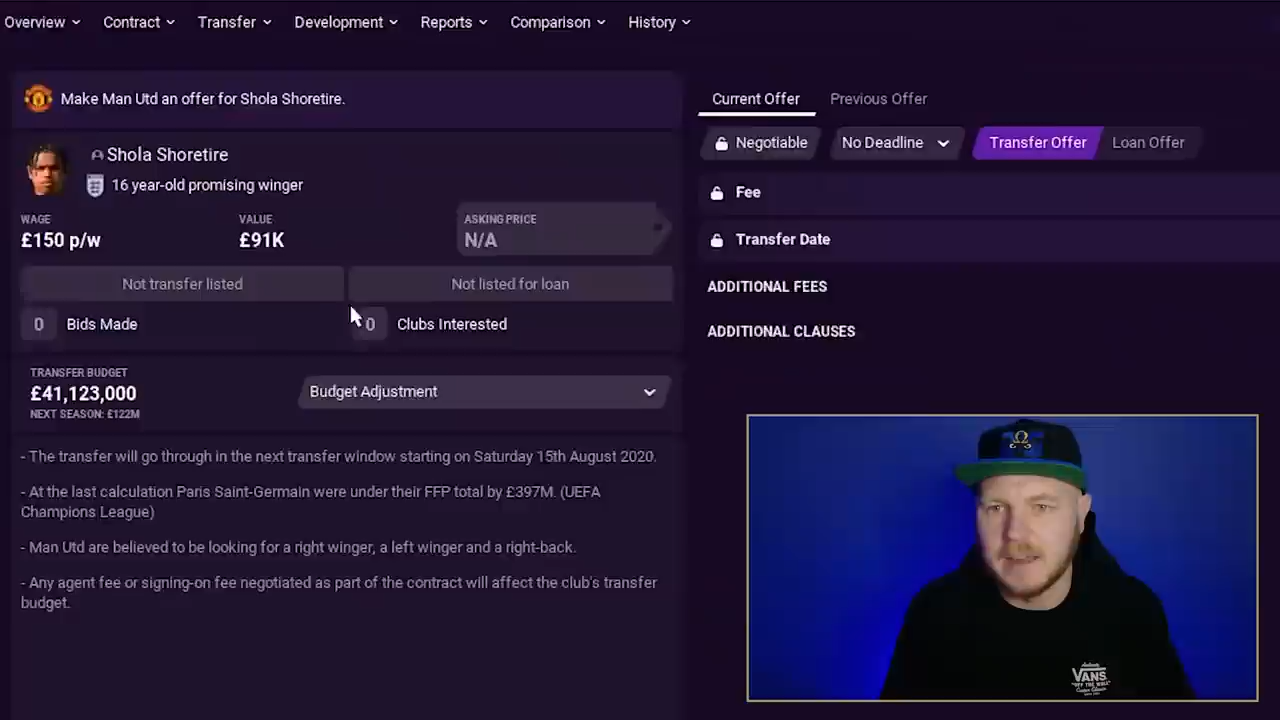 Overview
Contract
Transfer
Development
Reports
Comparison
History
Make Man Utd an offer for Shola Shoretire.
Shola Shoretire
16 year-old promising winger
WAGE
£150 p/w
VALUE
£91K
ASKING PRICE
N/A
Not transfer listed
Not listed for loan
0 Bids Made
0 Clubs Interested
TRANSFER BUDGET
£41,123,000
NEXT SEASON: £122M
Budget Adjustment
- The transfer will go through in the next transfer window starting on Saturday 15th August 2020.
- At the last calculation Paris Saint-Germain were under their FFP total by £397M. (UEFA
Champions League)
- Man Utd are believed to be looking for a right winger, a left winger and a right-back.
- Any agent fee or signing-on fee negotiated as part of the contract will affect the club's transfer
budget.
Current Offer
Previous Offer
Negotiable
No Deadline
Transfer Offer
Loan Offer
Fee
Transfer Date
ADDITIONAL FEES
ADDITIONAL CLAUSES
VANS
"OFF THE WALL"